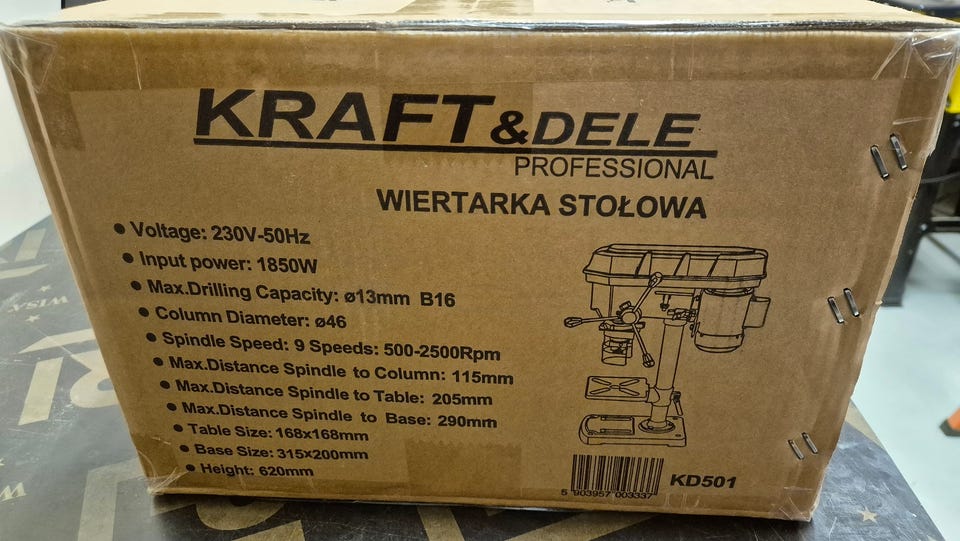 KRAFT&DELE
PROFESSIONAL
WIERTARKA STOŁOWA
● Voltage: 230V-50Hz
● Input power: 1850W
● Max.Drilling Capacity: ø13mm B16
● Column Diameter: ø46
● Spindle Speed: 9 Speeds: 500-2500Rpm
● Max.Distance Spindle to Column: 115mm
● Max.Distance Spindle to Table: 205mm
● Max.Distance Spindle to Base: 290mm
● Table Size: 168x168mm
● Base Size: 315x200mm
● Height: 620mm
5 903957 003337
KD501